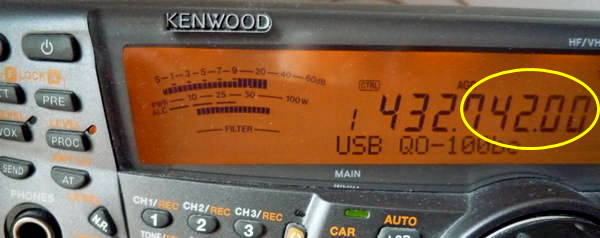 KENWOOD
HF/VH
LOCK A
S 1 3 5 7 9 20 40 60dB
PWR 10 25 50 100W
ALC
FILTER
CTRL
1 432.742.00
USB QO-100
MAIN
PRE
LEVEL
VOX
PROC
SEND
AT
PHONES
N.R.
CH1/REC CH2/REC CH3/REC
1 2 3
CAR
AUTO